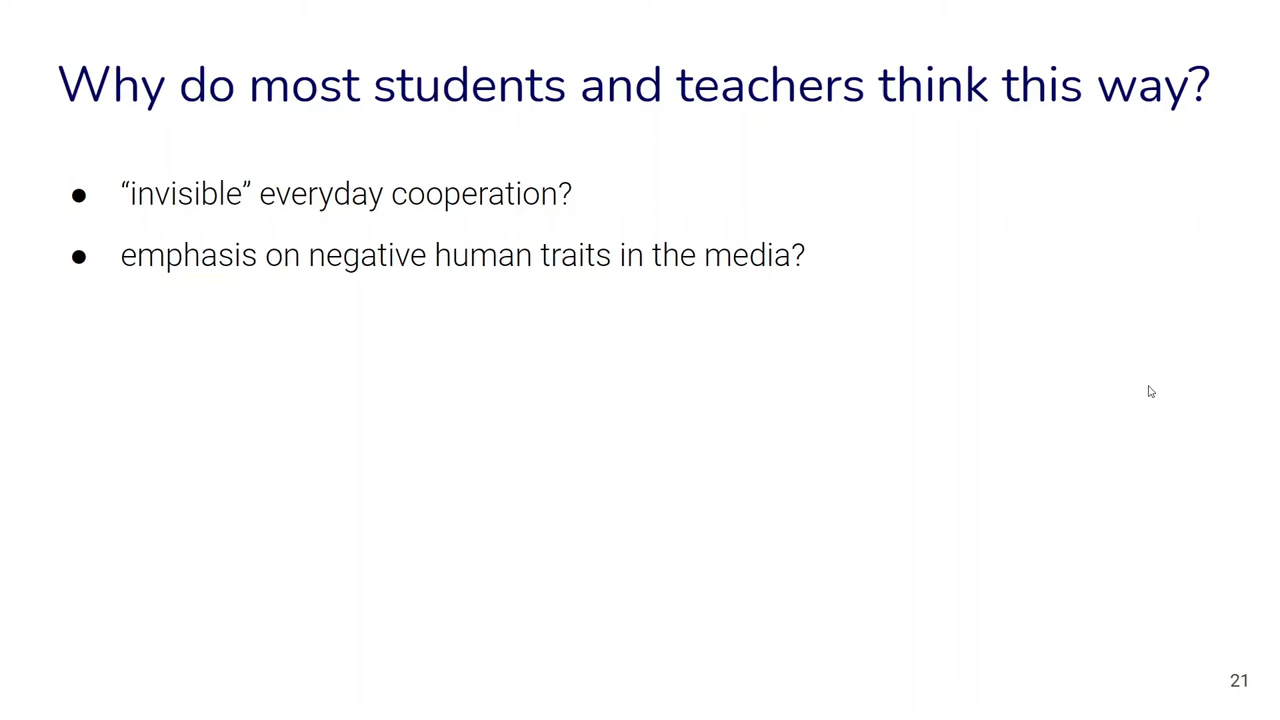 Why do most students and teachers think this way?
● “invisible” everyday cooperation?
● emphasis on negative human traits in the media?
21